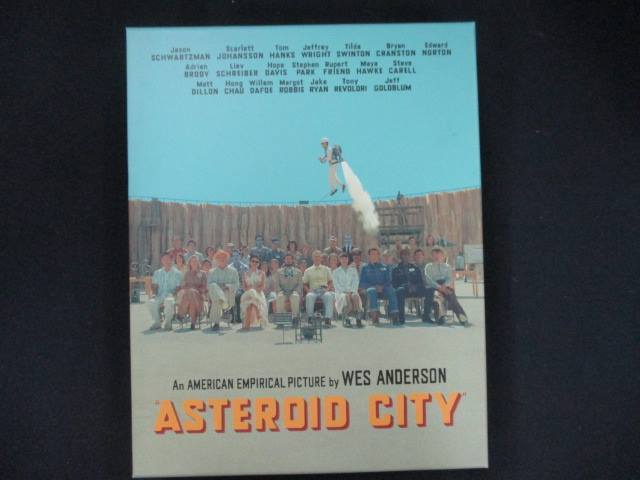 Jason Scarlett Tom Jeffrey Tilda Bryan Edward
SCHWARTZMAN JOHANSSON HANKS WRIGHT SWINTON CRANSTON NORTON
Adrien Liev Hope Stephen Rupert Maya Steve
BRODY SCHREIBER DAVIS PARK FRIEND HAWKE CARELL
Matt Hong Willem Margot Jake Tony Jeff
DILLON CHAU DAFOE ROBBIE RYAN REVOLORI GOLDBLUM
AN AMERICAN EMPIRICAL PICTURE by WES ANDERSON
"ASTEROID CITY"